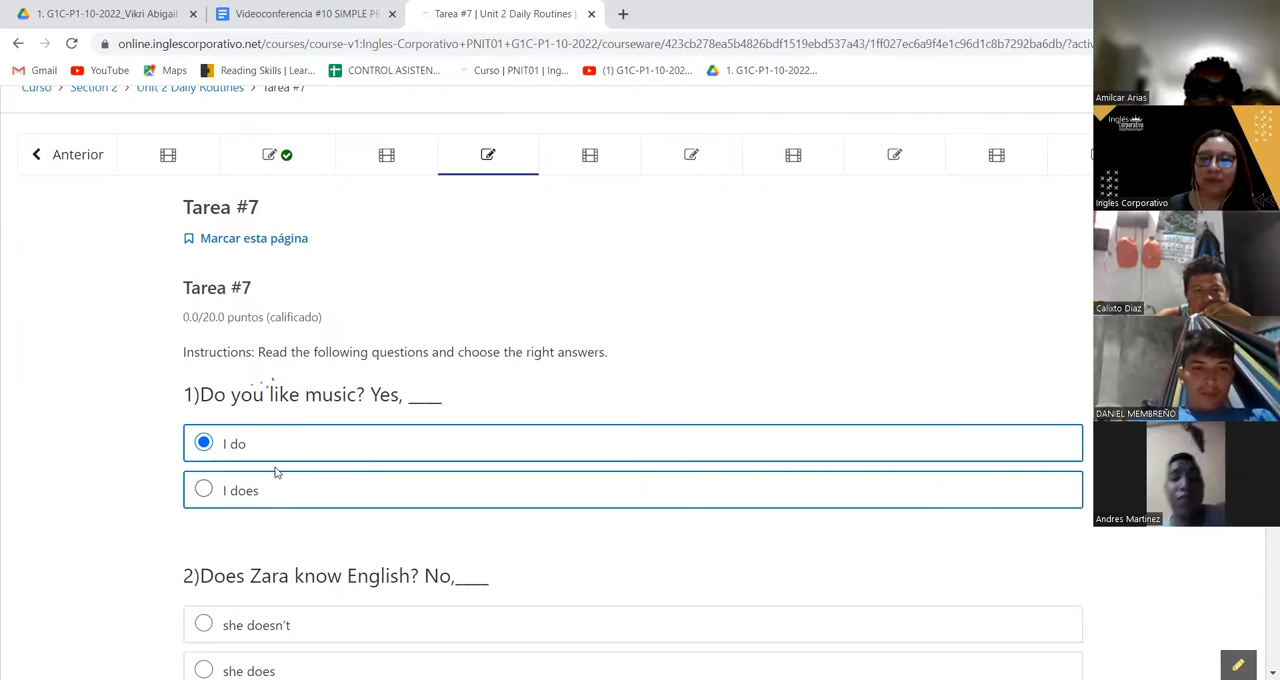 1. G1C-P1-10-2022_Vikri Abigail
Videoconferencia #10 SIMPLE PR
Tarea #7 | Unit 2 Daily Routines |
online.inglescorporativo.net/courses/course-v1:Ingles-Corporativo+PNIT01+G1C-P1-10-2022/courseware/423cb278ea5b4826bdf1519ebd537a43/1ff027ec6a9f4e1c96d1c8b7292ba6db/?activ
Gmail
YouTube
Maps
Reading Skills | Lear...
CONTROL ASISTEN...
Curso | PNIT01 | Ing...
(1) G1C-P1-10-202...
1. G1C-P1-10-2022...
Curso > Section 2 > Unit 2 Daily Routines > Tarea #7
Anterior
Tarea #7
Marcar esta página
Tarea #7
0.0/20.0 puntos (calificado)
Instructions: Read the following questions and choose the right answers.
1)Do you like music? Yes, ____
I do
I does
2)Does Zara know English? No,____
she doesn't
she does
Amilcar Arias
Inglés
Corporativo
Ingles Corporativo
Calixto Diaz
DANIEL MEMBREÑO
Andres Martinez